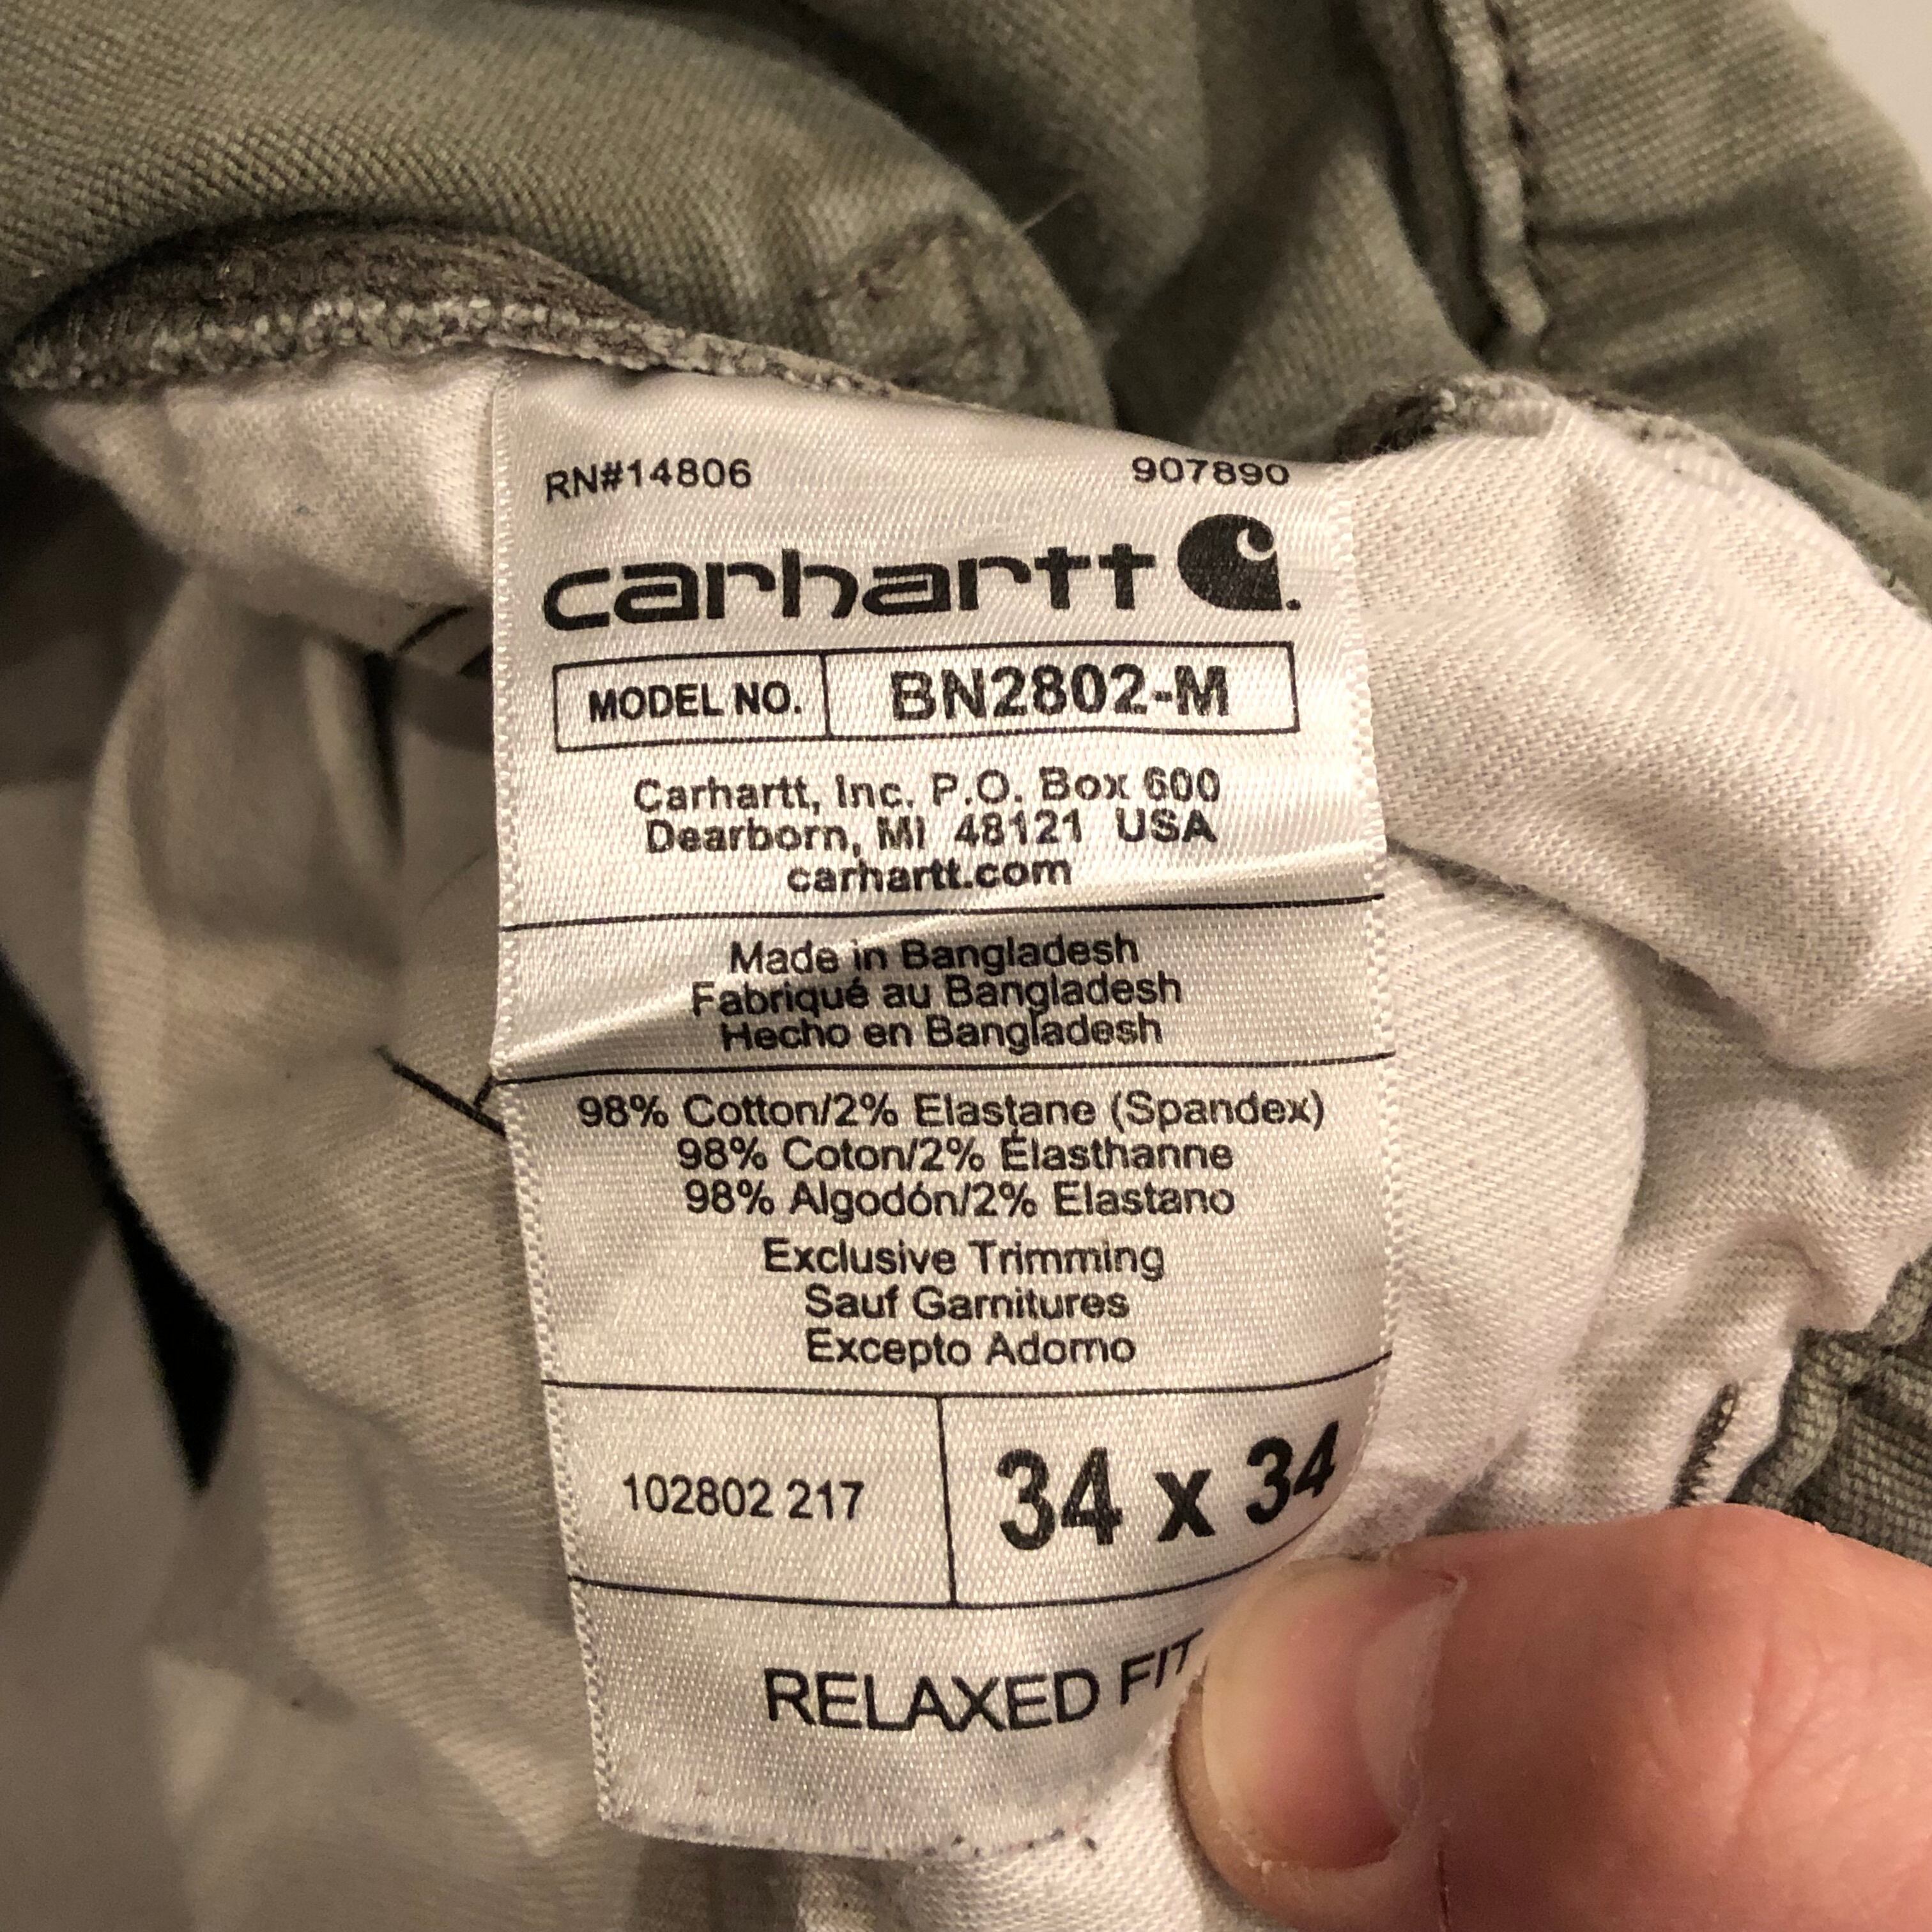 RN#14806 907890
carhartt
MODEL NO. BN2802-M
Carhartt, Inc. P.O. Box 600
Dearborn, MI 48121 USA
carhartt.com
Made in Bangladesh
Fabriqué au Bangladesh
Hecho en Bangladesh
98% Cotton/2% Elastane (Spandex)
98% Coton/2% Élasthanne
98% Algodón/2% Elastano
Exclusive Trimming
Sauf Garnitures
Excepto Adorno
102802 217 34 x 34
RELAXED FIT